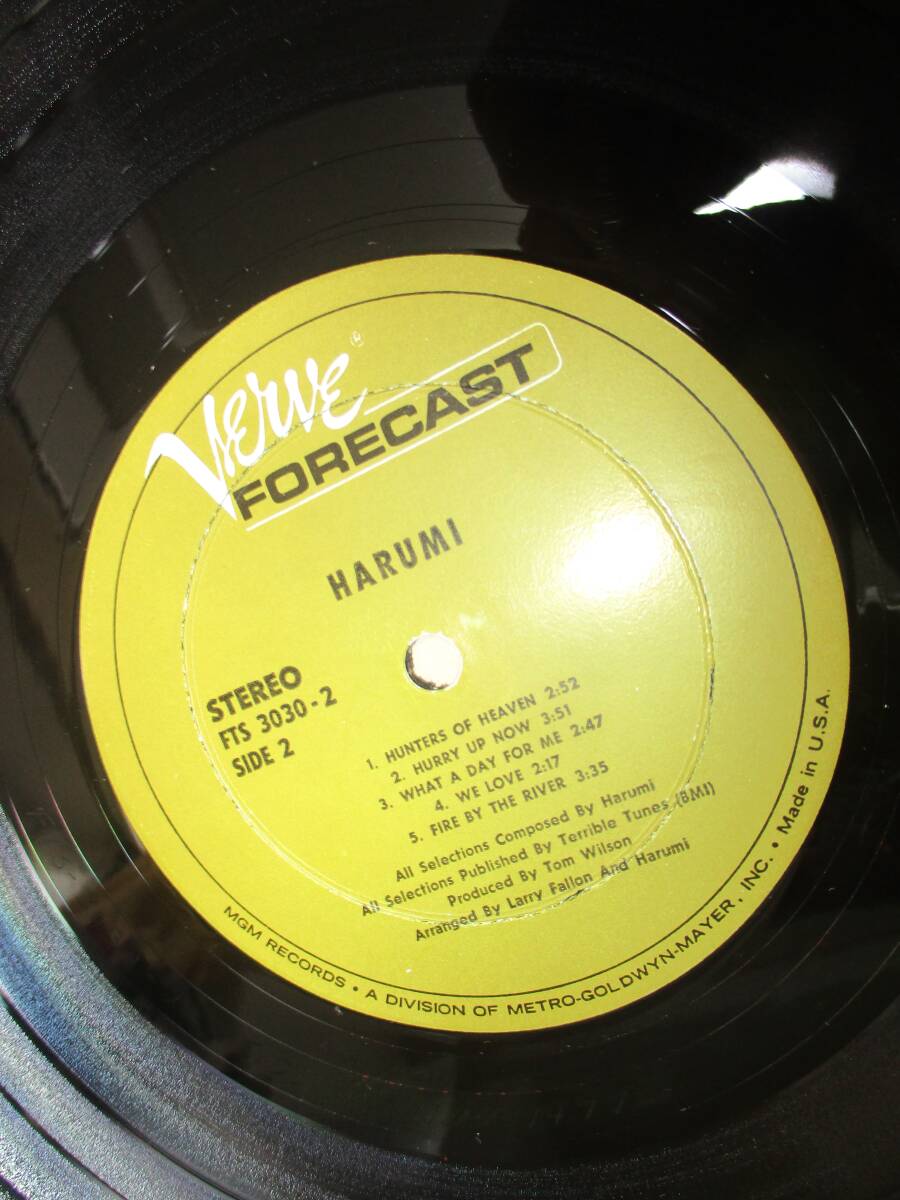 Verve®
FORECAST
HARUMI
STEREO
FTS 3030-2
SIDE 2
1. HUNTERS OF HEAVEN 2:52
2. HURRY UP NOW 3:51
3. WHAT A DAY FOR ME 2:47
4. WE LOVE 2:17
5. FIRE BY THE RIVER 3:35
All Selections Composed By Harumi
All Selections Published By Terrible Tunes (BMI)
Produced By Tom Wilson
Arranged By Larry Fallon And Harumi
MGM RECORDS • A DIVISION OF METRO-GOLDWYN-MAYER, INC. • Made in U.S.A.